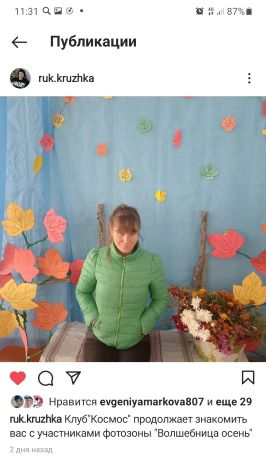 11:31
87%
Публикации
ruk.kruzhka
Нравится evgeniyamarkova807 и еще 29
ruk.kruzhka Клуб"Космос" продолжает знакомить
вас с участниками фотозоны "Волшебница осень"
2 дня назад